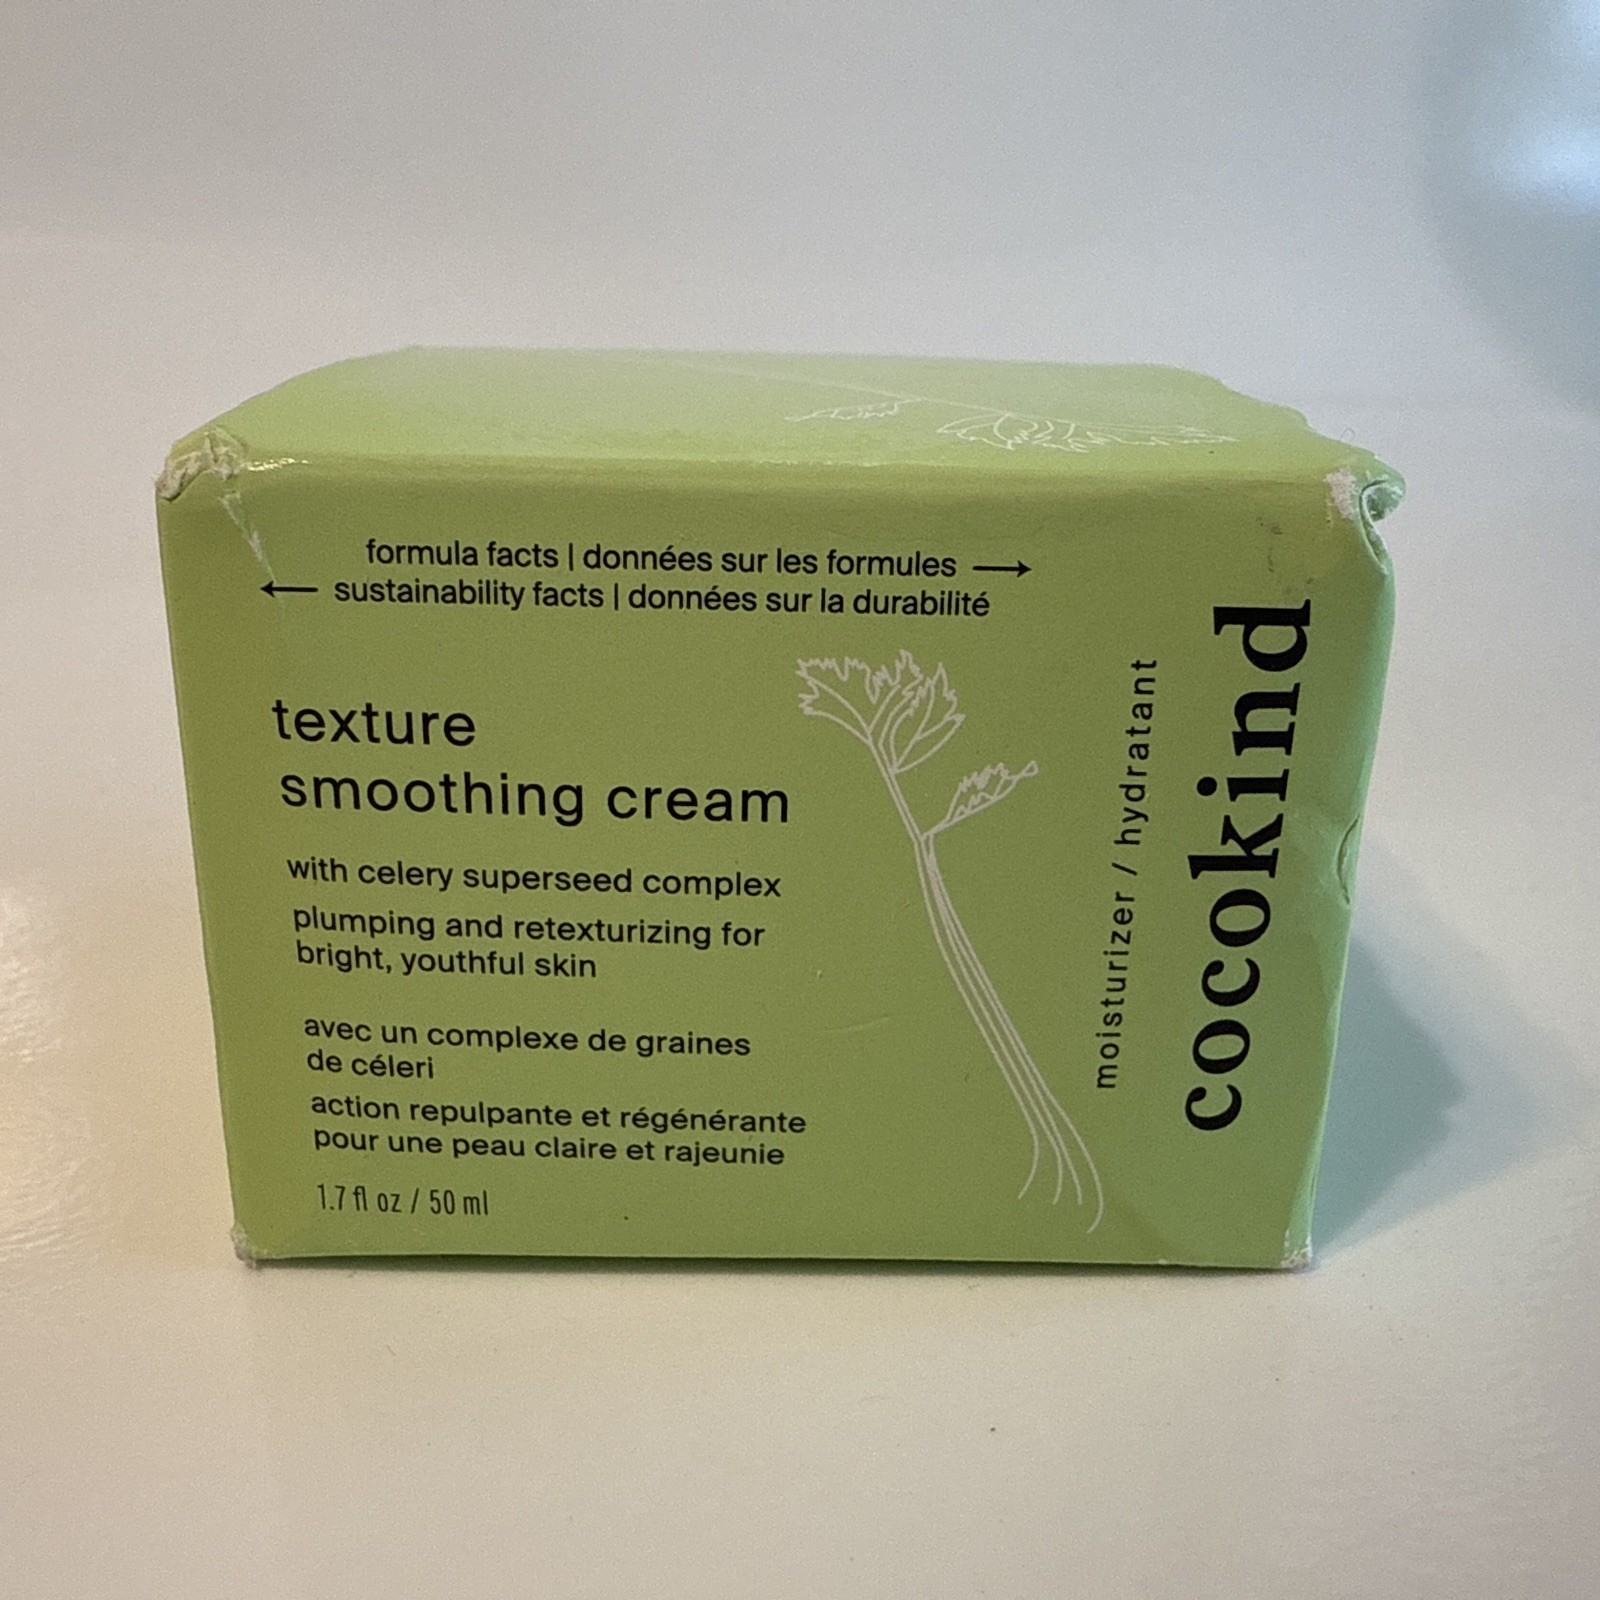 formula facts | données sur les formules →
← sustainability facts | données sur la durabilité
texture
smoothing cream
with celery superseed complex
plumping and retexturizing for
bright, youthful skin
avec un complexe de graines
de céleri
action repulpante et régénérante
pour une peau claire et rajeunie
1.7 fl oz / 50 ml
moisturizer / hydratant
cocokind